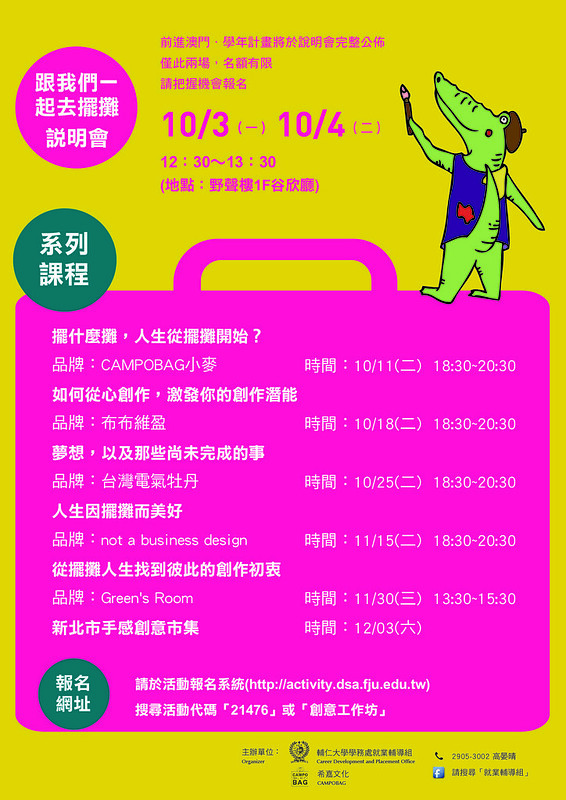 跟我們一
起去擺攤
說明會
前進澳門．學年計畫將於說明會完整公佈
僅此兩場，名額有限
請把握機會報名
10/3 (一) 10/4 (二)
12：30～13：30
(地點：野聲樓1F谷欣廳)
系列
課程
擺什麼攤，人生從擺攤開始？
品牌：CAMPOBAG小麥 時間：10/11(二) 18:30~20:30
如何從心創作，激發你的創作潛能
品牌：布布維盈 時間：10/18(二) 18:30~20:30
夢想，以及那些尚未完成的事
品牌：台灣電氣牡丹 時間：10/25(二) 18:30~20:30
人生因擺攤而美好
品牌：not a business design 時間：11/15(二) 18:30~20:30
從擺攤人生找到彼此的創作初衷
品牌：Green's Room 時間：11/30(三) 13:30~15:30
新北市手感創意市集 時間：12/03(六)
報名
網址
請於活動報名系統(http://activity.dsa.fju.edu.tw)
搜尋活動代碼「21476」或「創意工作坊」
主辦單位：
Organizer
輔仁大學學務處就業輔導組
Career Development and Placement Office
CAMPO
BAG
希嘉文化
CAMPOBAG
2905-3002 高晏晴
請搜尋「就業輔導組」